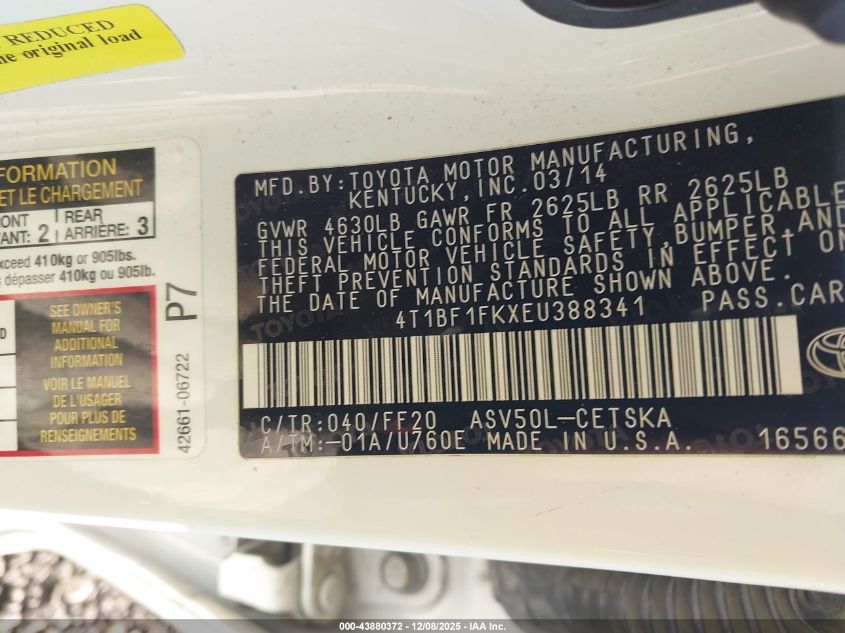 REDUCED
the original load
FORMATION
ET LE CHARGEMENT
REAR
2 ARRIÈRE: 3
exceed 410kg or 905lbs.
dépasser 410kg ou 905lb.
SEE OWNER'S
MANUAL FOR
ADDITIONAL
INFORMATION
VOIR LE MANUEL
DE L'USAGER
POUR PLUS DE
RENSEIGNEMENTS
P7
42661-06722
MFD.BY:TOYOTA MOTOR MANUFACTURING,
KENTUCKY,INC.03/14
GVWR 4630LB GAWR FR 2625LB RR 2625LB
THIS VEHICLE CONFORMS TO ALL APPLICABLE
FEDERAL MOTOR VEHICLE SAFETY,BUMPER,AND
THEFT PREVENTION STANDARDS IN EFFECT ON
THE DATE OF MANUFACTURE SHOWN ABOVE.
4T1BF1FKXEU388341 PASS.CAR
C/TR:040/FF20 ASV50L-CETSKA
A/TM:-01A/U760E MADE IN U.S.A. 16566
000-43880372 - 12/08/2025 - IAA Inc.